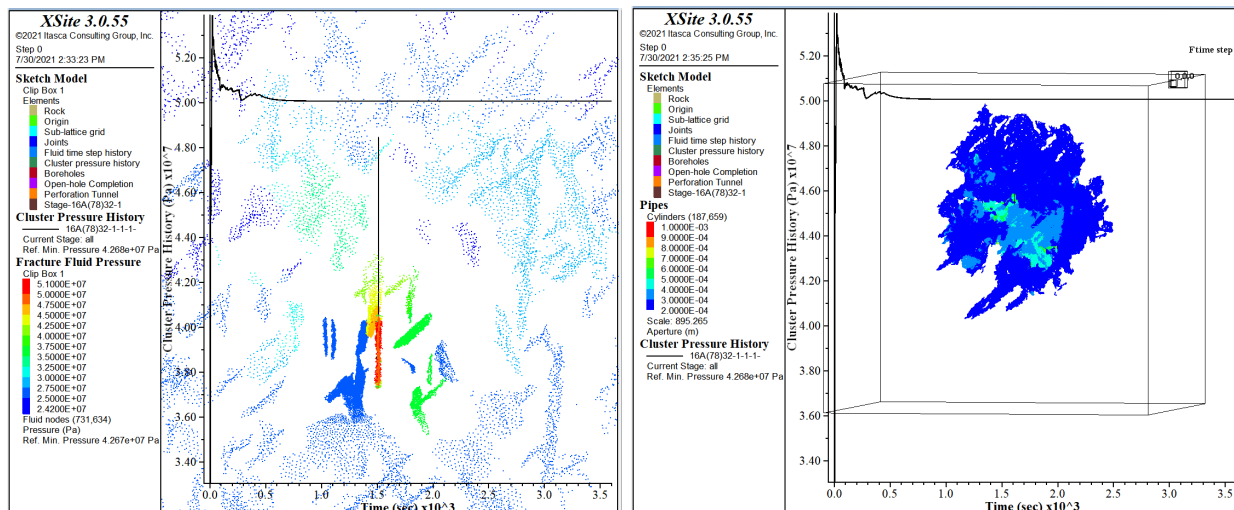 XSite 3.0.55
©2021 Itasca Consulting Group, Inc.
Step 0
7/30/2021 2:33:23 PM
Sketch Model
Clip Box 1
Elements
Rock
Origin
Sub-lattice grid
Joints
Fluid time step history
Cluster pressure history
Boreholes
Open-hole Completion
Perforation Tunnel
Stage-16A(78)32-1
Cluster Pressure History
16A(78)32-1-1-1-
Current Stage: all
Ref. Min. Pressure 4.268e+07 Pa
Fracture Fluid Pressure
Clip Box 1
5.1000E+07
5.0000E+07
4.7500E+07
4.5000E+07
4.2500E+07
4.0000E+07
3.7500E+07
3.5000E+07
3.2500E+07
3.0000E+07
2.7500E+07
2.5000E+07
2.4200E+07
Fluid nodes (731,634)
Pressure (Pa)
Ref. Min. Pressure 4.267e+07 Pa
Cluster Pressure History (Pa) x10^7
5.20
5.00
4.80
4.60
4.40
4.20
4.00
3.80
3.60
3.40
0.0 0.5 1.0 1.5 2.0 2.5 3.0 3.5
Time (sec) x10^3
XSite 3.0.55
©2021 Itasca Consulting Group, Inc.
Step 0
7/30/2021 2:35:25 PM
Sketch Model
Elements
Rock
Origin
Sub-lattice grid
Joints
Fluid time step history
Cluster pressure history
Boreholes
Open-hole Completion
Perforation Tunnel
Stage-16A(78)32-1
Pipes
Cylinders (187,659)
1.0000E-03
9.0000E-04
8.0000E-04
7.0000E-04
6.0000E-04
5.0000E-04
4.0000E-04
3.0000E-04
2.0000E-04
Scale: 895.265
Aperture (m)
Cluster Pressure History
16A(78)32-1-1-1-
Current Stage: all
Ref. Min. Pressure 4.268e+07 Pa
Cluster Pressure History (Pa) x10^7
5.20
5.00
4.80
4.60
4.40
4.20
4.00
3.80
3.60
3.40
0.0 0.5 1.0 1.5 2.0 2.5 3.0 3.5
Time (sec) x10^3
Ftime step